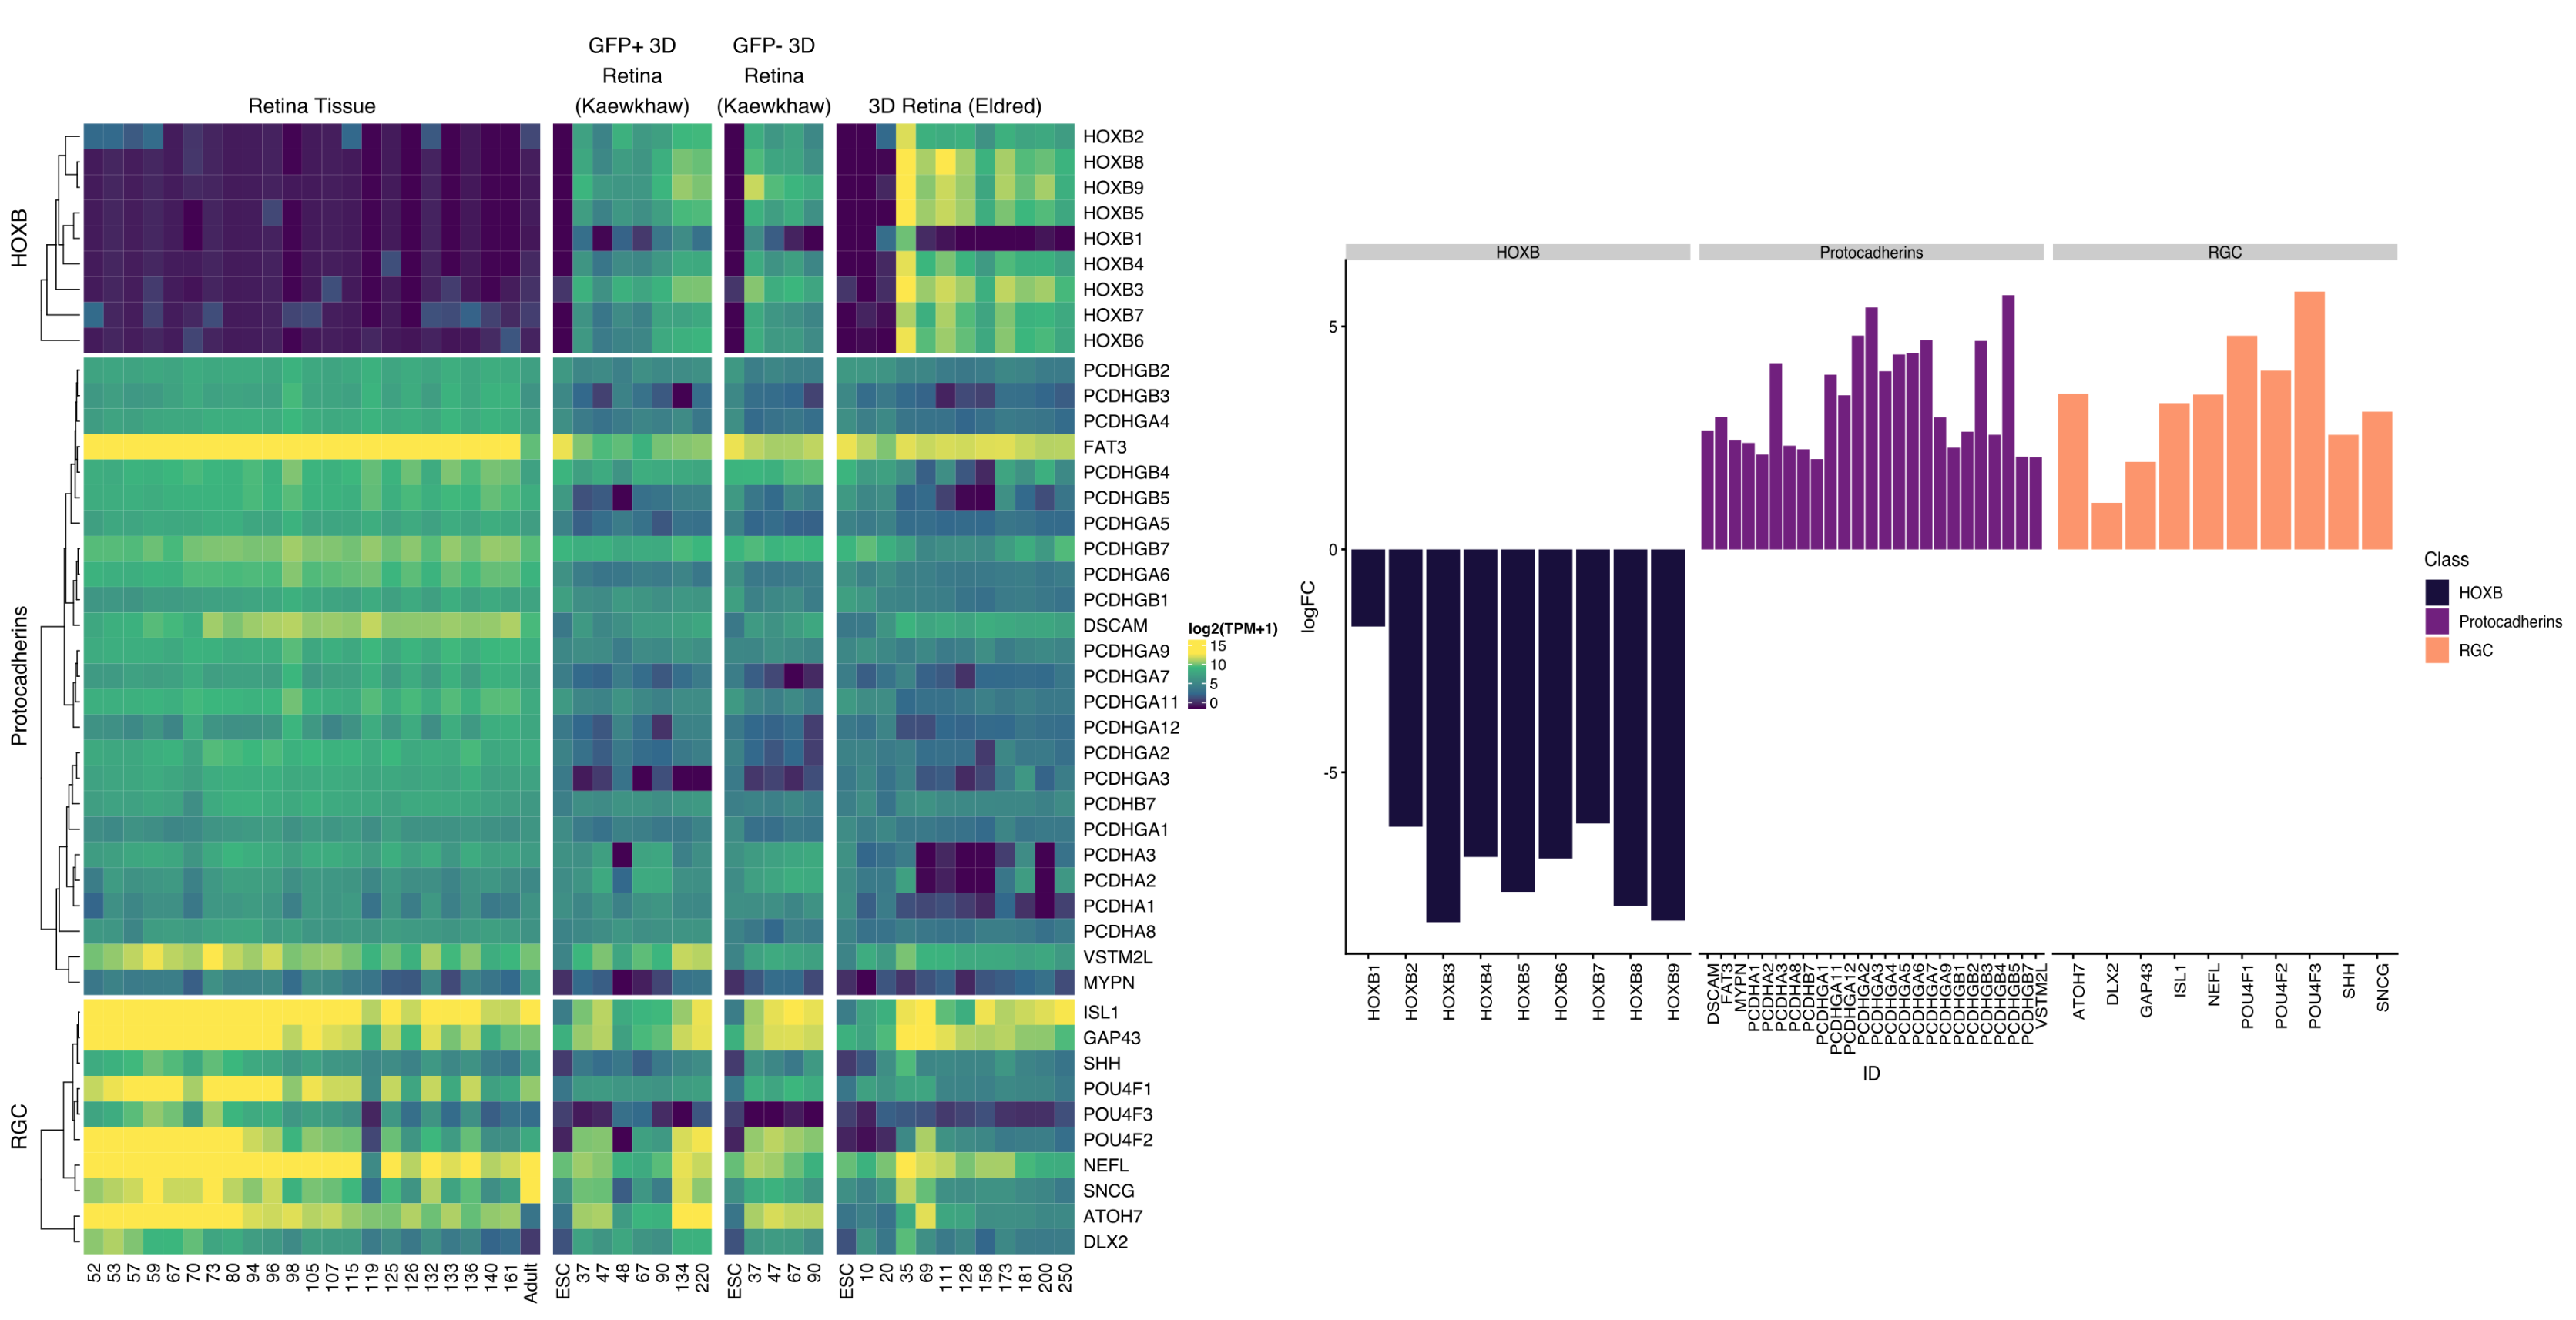 GFP+ 3D
Retina
(Kaewkhaw)
GFP- 3D
Retina
(Kaewkhaw)
Retina Tissue
3D Retina (Eldred)
HOXB
HOXB2
HOXB8
HOXB9
HOXB5
HOXB1
HOXB4
HOXB3
HOXB7
HOXB6
Protocadherins
PCDHGB2
PCDHGB3
PCDHGA4
FAT3
PCDHGB4
PCDHGB5
PCDHGA5
PCDHGB7
PCDHGA6
PCDHGB1
DSCAM
PCDHGA9
PCDHGA7
PCDHGA11
PCDHGA12
PCDHGA2
PCDHGA3
PCDHB7
PCDHGA1
PCDHA3
PCDHA2
PCDHA1
PCDHA8
VSTM2L
MYPN
RGC
ISL1
GAP43
SHH
POU4F1
POU4F3
POU4F2
NEFL
SNCG
ATOH7
DLX2
52 53 57 59 67 70 73 80 94 96 98 105 107 115 119 125 126 132 133 136 140 161 Adult
ESC 37 47 48 67 90 134 220
ESC 37 47 67 90
ESC 10 20 35 69 111 128 158 173 181 200 250
log2(TPM+1)
15
10
5
0
HOXB
Protocadherins
RGC
logFC
5
0
-5
HOXB1 HOXB2 HOXB3 HOXB4 HOXB5 HOXB6 HOXB7 HOXB8 HOXB9
DSCAM FAT3 MYPN PCDHA1 PCDHA2 PCDHA3 PCDHA8 PCDHB7 PCDHGA1 PCDHGA11 PCDHGA12 PCDHGA2 PCDHGA3 PCDHGA4 PCDHGA5 PCDHGA6 PCDHGA7 PCDHGA9 PCDHGB1 PCDHGB2 PCDHGB3 PCDHGB4 PCDHGB5 PCDHGB7 VSTM2L
ATOH7 DLX2 GAP43 ISL1 NEFL POU4F1 POU4F2 POU4F3 SHH SNCG
ID
Class
HOXB
Protocadherins
RGC